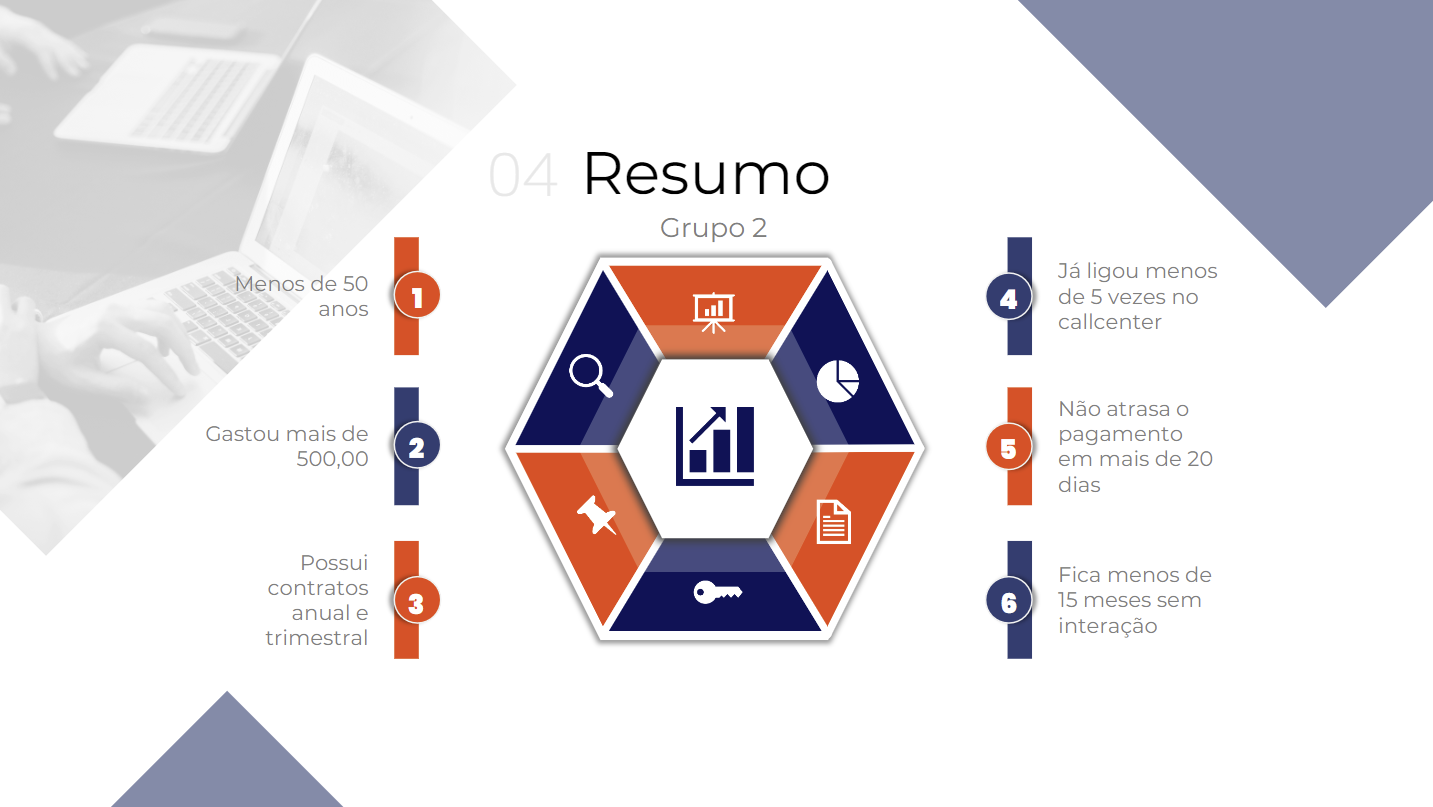 04 Resumo
Grupo 2
1
Menos de 50
anos
2
Gastou mais de
500,00
3
Possui
contratos
anual e
trimestral
4
Já ligou menos
de 5 vezes no
callcenter
5
Não atrasa o
pagamento
em mais de 20
dias
6
Fica menos de
15 meses sem
interação